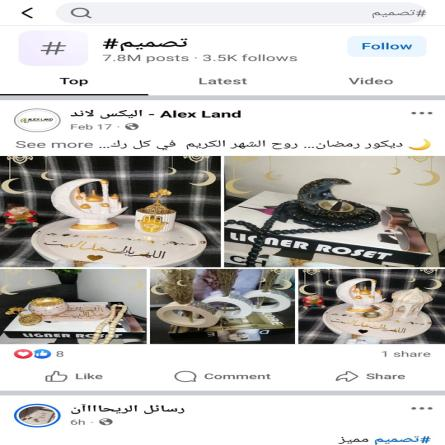 #تصميم
#تصميم
7.8M posts · 3.5K follows
Follow
Top
Latest
Video
اليكس لاند - Alex Land
Feb 17 ·
ديكور رمضان... روح الشهر الكريم في كل رك... See more
LIGNER ROSET
LIGNER ROSET
8
1 share
Like
Comment
Share
رسائل الريحاااآن
6h ·
#تصميم مميز